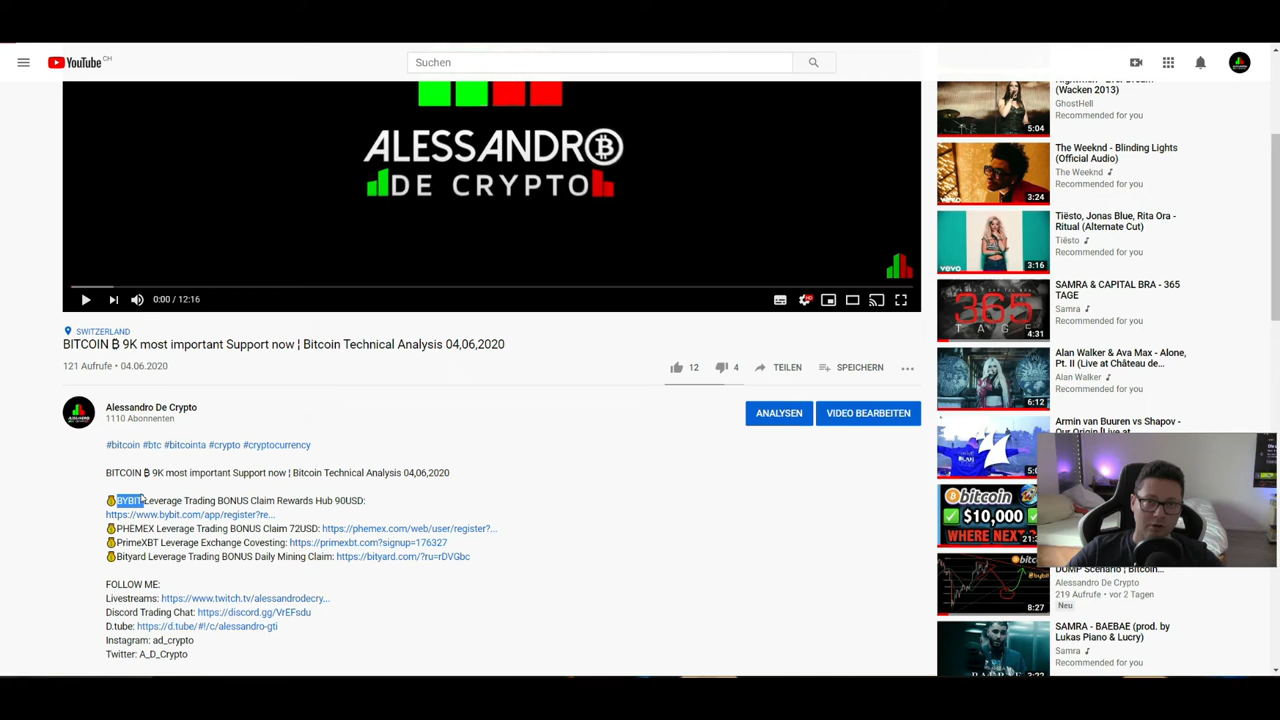 YouTube CH
Suchen
ALESSANDRO
DE CRYPTO
0:00 / 12:16
SWITZERLAND
BITCOIN ₿ 9K most important Support now ¦ Bitcoin Technical Analysis 04,06,2020
121 Aufrufe • 04.06.2020
12
4
TEILEN
SPEICHERN
Alessandro De Crypto
1110 Abonnenten
ANALYSEN
VIDEO BEARBEITEN
#bitcoin #btc #bitcointa #crypto #cryptocurrency
BITCOIN ₿ 9K most important Support now ¦ Bitcoin Technical Analysis 04,06,2020
💰BYBIT Leverage Trading BONUS Claim Rewards Hub 90USD:
https://www.bybit.com/app/register?re...
💰PHEMEX Leverage Trading BONUS Claim 72USD: https://phemex.com/web/user/register?...
💰PrimeXBT Leverage Exchange Covesting: https://primexbt.com?signup=176327
💰Bityard Leverage Trading BONUS Daily Mining Claim: https://bityard.com/?ru=rDVGbc
FOLLOW ME:
Livestreams: https://www.twitch.tv/alessandrodecry...
Discord Trading Chat: https://discord.gg/VrEFsdu
D.tube: https://d.tube/#!/c/alessandro-gti
Instagram: ad_crypto
Twitter: A_D_Crypto
(Wacken 2013)
GhostHell
Recommended for you
5:04
The Weeknd - Blinding Lights
(Official Audio)
The Weeknd
Recommended for you
vevo
3:24
Tiësto, Jonas Blue, Rita Ora -
Ritual (Alternate Cut)
Tiësto
Recommended for you
vevo
3:16
SAMRA & CAPITAL BRA - 365
TAGE
Samra
Recommended for you
365
TAGE
4:31
Alan Walker & Ava Max - Alone,
Pt. II (Live at Château de...
Alan Walker
Recommended for you
6:12
Armin van Buuren vs Shapov -
bitcoin
$10,000
WHERE NEXT
DUMP Scenario ¦ Bitcoin...
Alessandro De Crypto
219 Aufrufe • vor 2 Tagen
Neu
8:27
SAMRA - BAEBAE (prod. by
Lukas Piano & Lucry)
Samra
Recommended for you
3:22